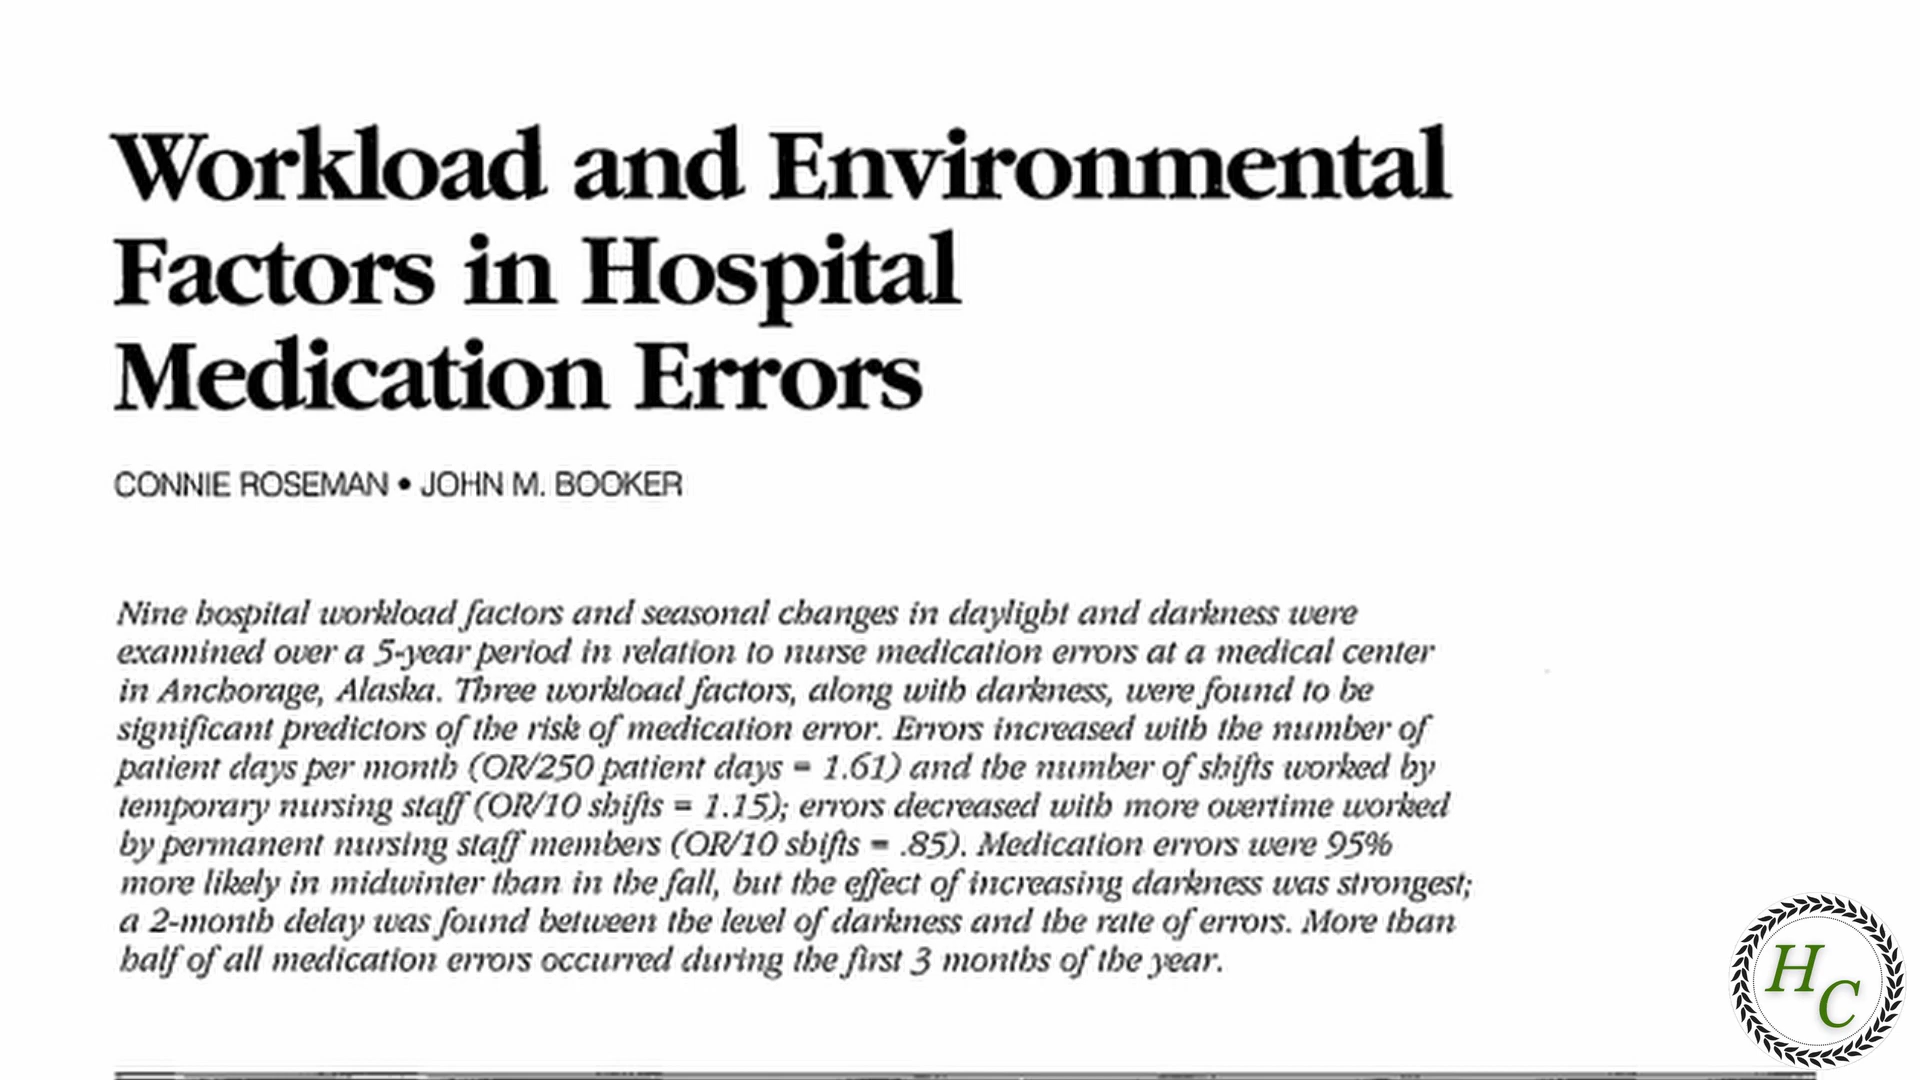 Workload and Environmental
Factors in Hospital
Medication Errors
CONNIE ROSEMAN • JOHN M. BOOKER
Nine hospital workload factors and seasonal changes in daylight and darkness were
examined over a 5-year period in relation to nurse medication errors at a medical center
in Anchorage, Alaska. Three workload factors, along with darkness, were found to be
significant predictors of the risk of medication error. Errors increased with the number of
patient days per month (OR/250 patient days = 1.61) and the number of shifts worked by
temporary nursing staff (OR/10 shifts = 1.15); errors decreased with more overtime worked
by permanent nursing staff members (OR/10 shifts = .85). Medication errors were 95%
more likely in midwinter than in the fall, but the effect of increasing darkness was strongest;
a 2-month delay was found between the level of darkness and the rate of errors. More than
half of all medication errors occurred during the first 3 months of the year.
HC